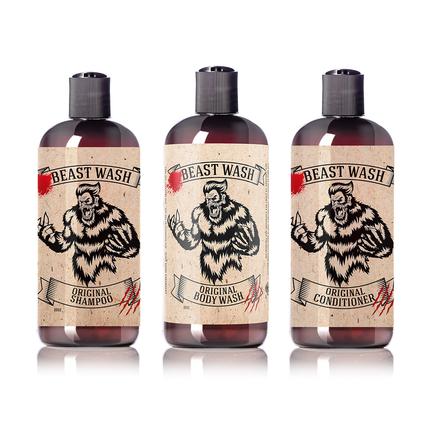 BEAST WASH
ORIGINAL
SHAMPOO
BEAST WASH
ORIGINAL
BODY WASH
BEAST WASH
ORIGINAL
CONDITIONER